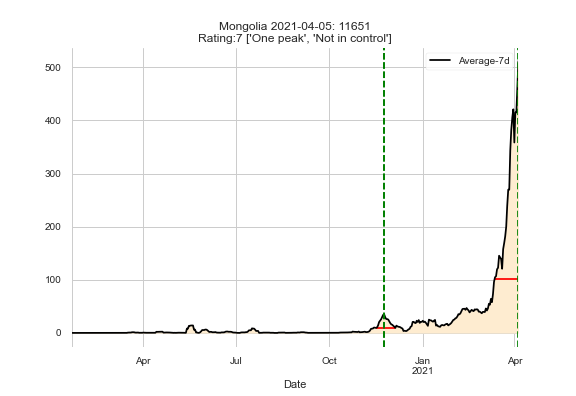 Mongolia 2021-04-05: 11651
Rating:7 ['One peak', 'Not in control']
Average-7d
500
400
300
200
100
0
Apr
Jul
Oct
Jan
2021
Apr
Date